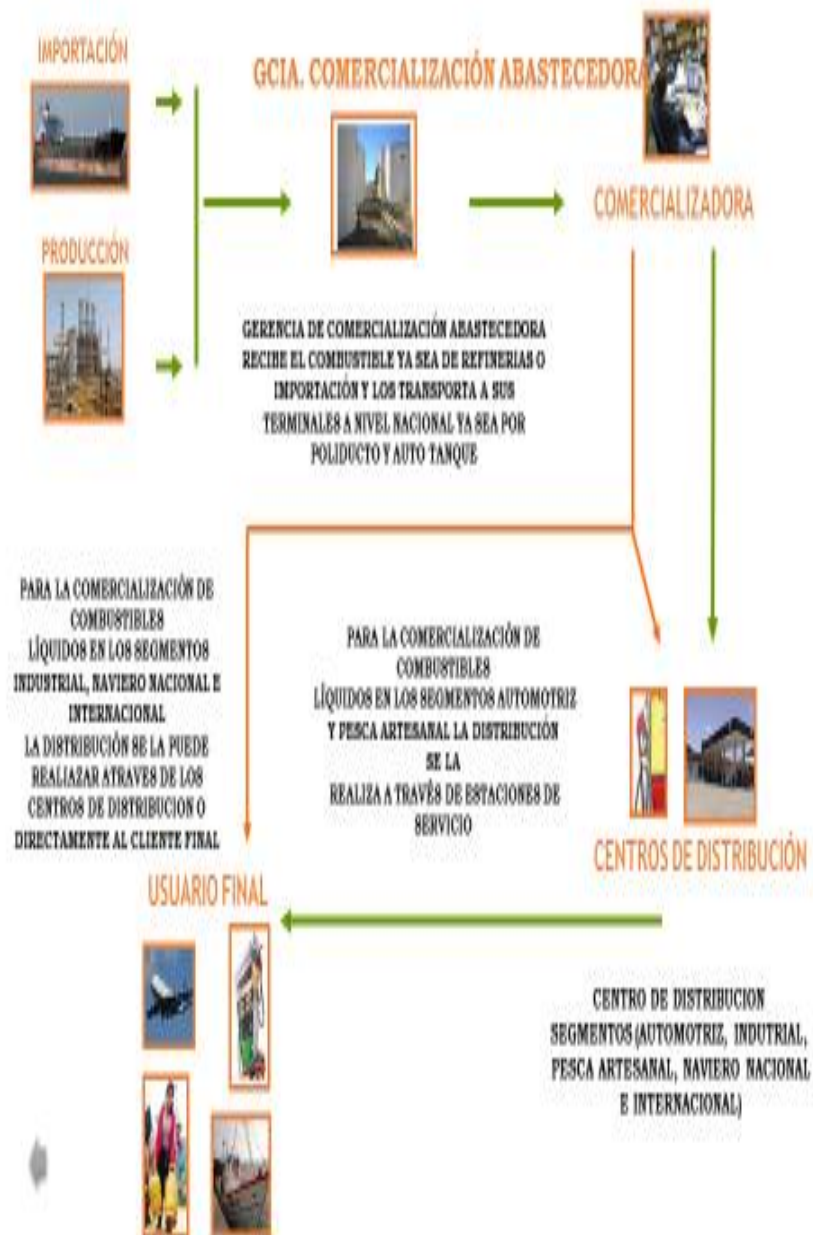 IMPORTACIÓN
GCIA. COMERCIALIZACIÓN ABASTECEDORA
COMERCIALIZADORA
PRODUCCIÓN
GERENCIA DE COMERCIALIZACIÓN ABASTECEDORA
RECIBE EL COMBUSTIBLE YA SEA DE REFINERIAS O
IMPORTACIÓN Y LOS TRANSPORTA A SUS
TERMINALES A NIVEL NACIONAL YA SEA POR
POLIDUCTO Y AUTO TANQUE
PARA LA COMERCIALIZACIÓN DE
COMBUSTIBLES
LÍQUIDOS EN LOS SEGMENTOS
INDUSTRIAL, NAVIERO NACIONAL E
INTERNACIONAL
LA DISTRIBUCIÓN SE LA PUEDE
REALIAZAR ATRAVES DE LOS
CENTROS DE DISTRIBUCION O
DIRECTAMENTE AL CLIENTE FINAL
PARA LA COMERCIALIZACIÓN DE
COMBUSTIBLES
LÍQUIDOS EN LOS SEGMENTOS AUTOMOTRIZ
Y PESCA ARTESANAL LA DISTRIBUCIÓN
SE LA
REALIZA A TRAVÉS DE ESTACIONES DE
SERVICIO
CENTROS DE DISTRIBUCIÓN
USUARIO FINAL
CENTRO DE DISTRIBUCION
SEGMENTOS (AUTOMOTRIZ, INDUTRIAL,
PESCA ARTESANAL, NAVIERO NACIONAL
E INTERNACIONAL)